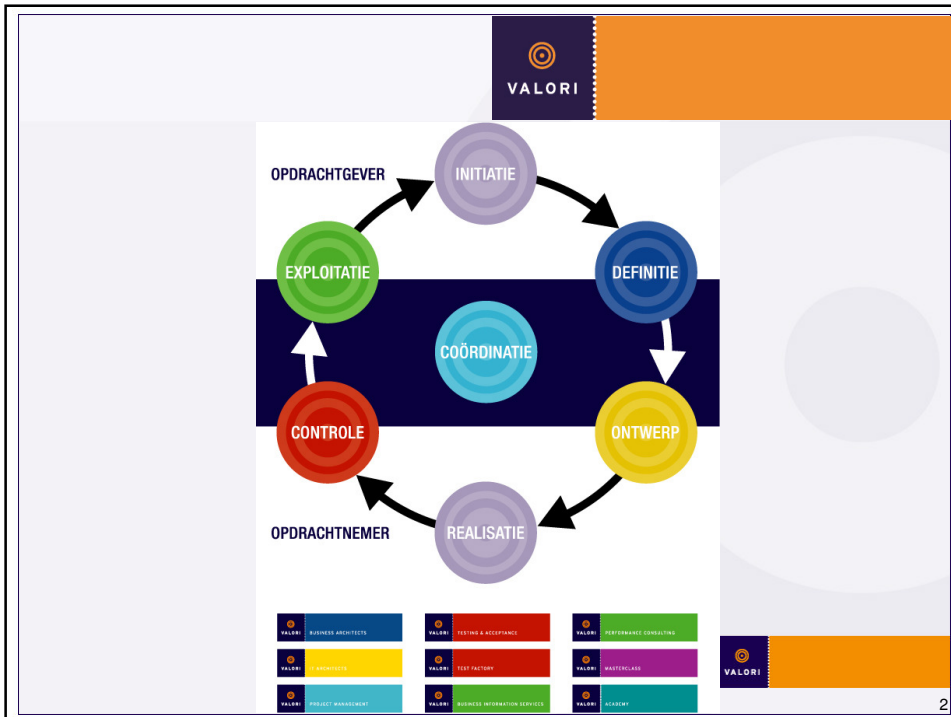 VALORI
OPDRACHTGEVER
INITIATIE
EXPLOITATIE
DEFINITIE
COÖRDINATIE
CONTROLE
ONTWERP
OPDRACHTNEMER
REALISATIE
VALORI BUSINESS ARCHITECTS
VALORI TESTING & ACCEPTANCE
VALORI PERFORMANCE CONSULTING
VALORI IT ARCHITECTS
VALORI TEST FACTORY
VALORI MASTERCLASS
VALORI
VALORI PROJECT MANAGEMENT
VALORI BUSINESS INFORMATION SERVICES
VALORI ACADEMY
2